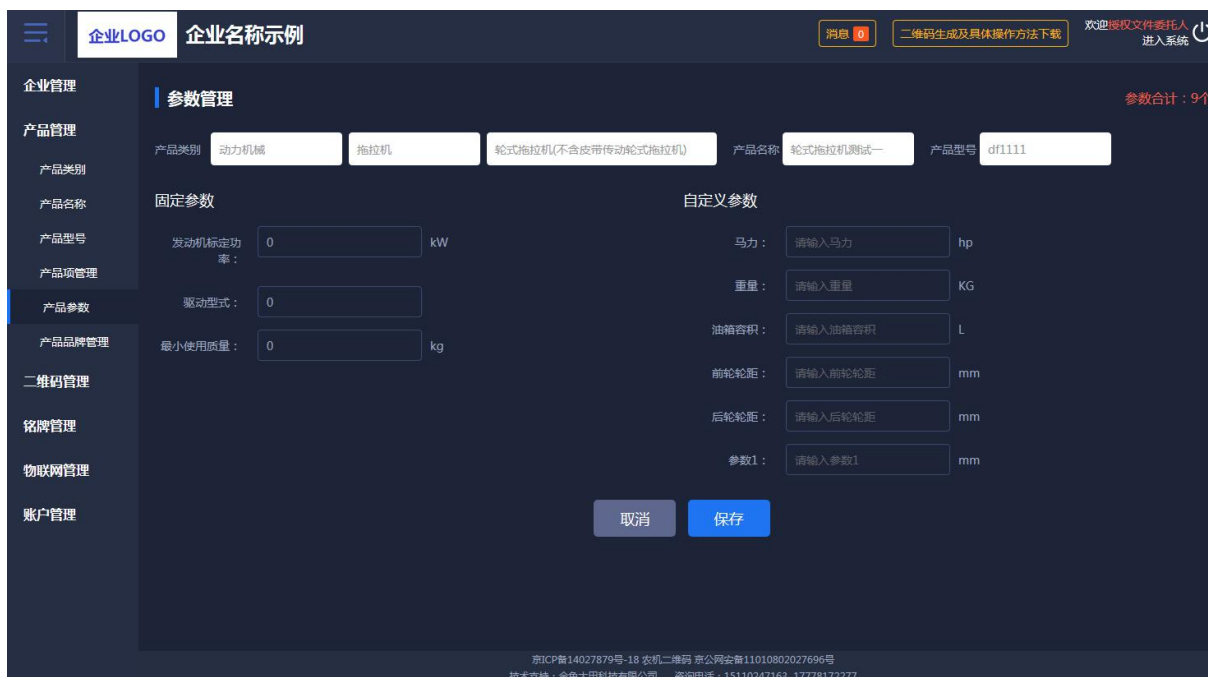 企业LOGO 企业名称示例 消息 0 二维码生成及具体操作方法下载 欢迎授权文件委托人
进入系统
企业管理
产品管理
产品类别
产品名称
产品型号
产品项管理
产品参数
产品品牌管理
二维码管理
铭牌管理
物联网管理
账户管理
参数管理 参数合计：9个
产品类别 动力机械 拖拉机 轮式拖拉机(不含皮带传动轮式拖拉机) 产品名称 轮式拖拉机测试一 产品型号 df1111
固定参数
发动机标定功
率： 0 kW
驱动型式： 0
最小使用质量： 0 kg
自定义参数
马力： 请输入马力 hp
重量： 请输入重量 KG
油箱容积： 请输入油箱容积 L
前轮轮距： 请输入前轮轮距 mm
后轮轮距： 请输入后轮轮距 mm
参数1： 请输入参数1 mm
取消 保存
京ICP备14027879号-18 农机二维码 京公网安备11010802027696号